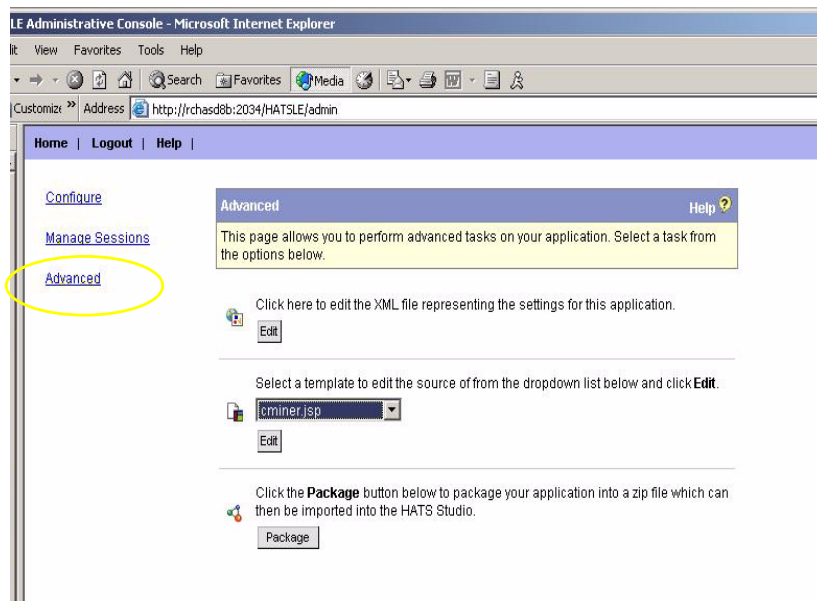 LE Administrative Console - Microsoft Internet Explorer
it View Favorites Tools Help
Search Favorites Media
Customize » Address http://rchasd8b:2034/HATSLE/admin
Home | Logout | Help |
Configure
Manage Sessions
Advanced
Advanced Help
This page allows you to perform advanced tasks on your application. Select a task from
the options below.
Click here to edit the XML file representing the settings for this application.
Edit
Select a template to edit the source of from the dropdown list below and click Edit.
cminer.jsp
Edit
Click the Package button below to package your application into a zip file which can
then be imported into the HATS Studio.
Package